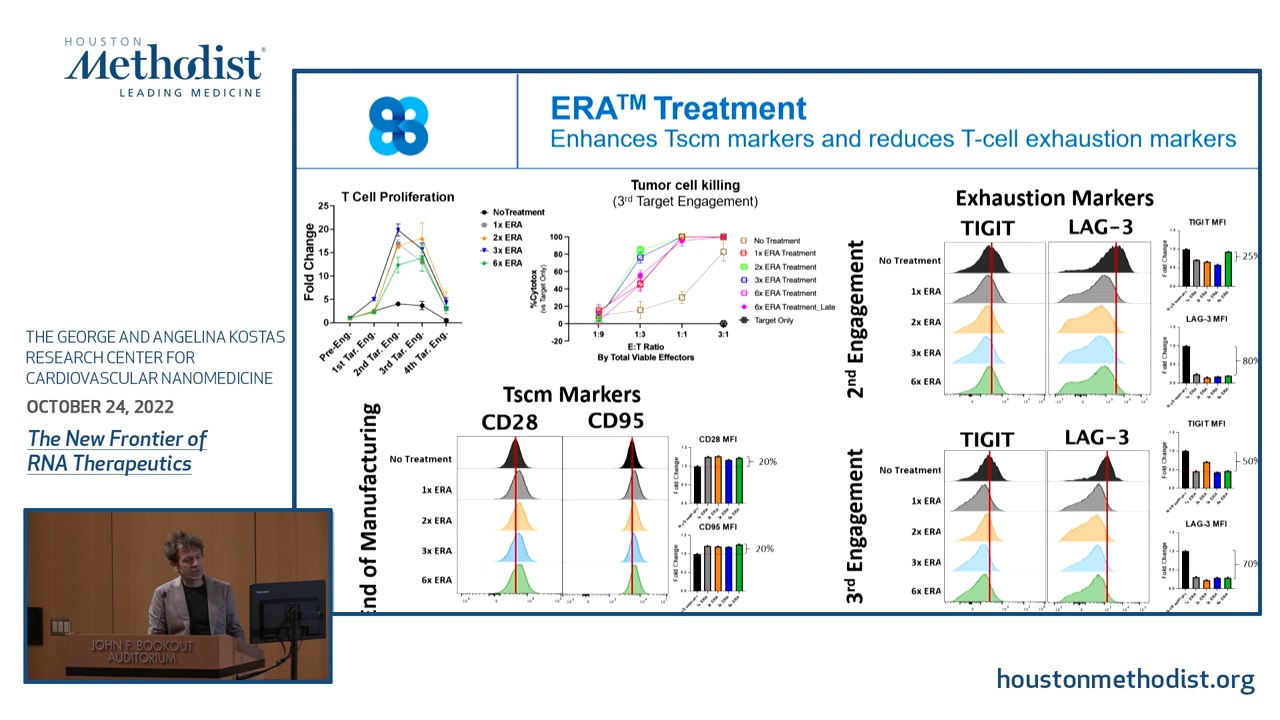 HOUSTON
Methodist
LEADING MEDICINE
THE GEORGE AND ANGELINA KOSTAS
RESEARCH CENTER FOR
CARDIOVASCULAR NANOMEDICINE
OCTOBER 24, 2022
The New Frontier of
RNA Therapeutics
JOHN F. BOOKOUT
AUDITORIUM
ERA™ Treatment
Enhances Tscm markers and reduces T-cell exhaustion markers
T Cell Proliferation
Fold Change
25
20
15
10
5
0
Pre-Eng.
1st Tar. Eng.
2nd Tar. Eng.
3rd Tar. Eng.
4th Tar. Eng.
NoTreatment
1x ERA
2x ERA
3x ERA
6x ERA
Tumor cell killing
(3rd Target Engagement)
%Cytotox
(vs Target Only)
100
80
60
40
20
0
-20
1:9
1:3
1:1
3:1
E:T Ratio
By Total Viable Effectors
No Treatment
1x ERA Treatment
2x ERA Treatment
3x ERA Treatment
6x ERA Treatment
6x ERA Treatment_Late
Target Only
Tscm Markers
CD28
CD95
nd of Manufacturing
No Treatment
1x ERA
2x ERA
3x ERA
6x ERA
CD28 MFI
Fold Change
20%
CD95 MFI
Fold Change
20%
Exhaustion Markers
TIGIT
LAG-3
2nd Engagement
No Treatment
1x ERA
2x ERA
3x ERA
6x ERA
TIGIT MFI
Fold Change
25%
LAG-3 MFI
Fold Change
80%
TIGIT
LAG-3
3rd Engagement
No Treatment
1x ERA
2x ERA
3x ERA
6x ERA
TIGIT MFI
Fold Change
50%
LAG-3 MFI
Fold Change
70%
houstonmethodist.org